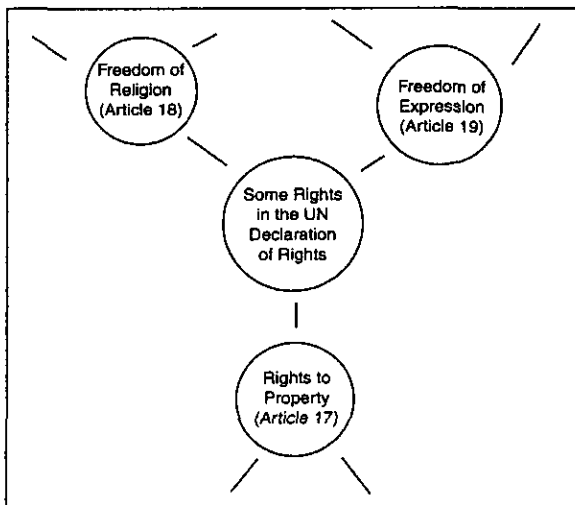 Freedom of
Religion
(Article 18)
Freedom of
Expression
(Article 19)
Some Rights
in the UN
Declaration
of Rights
Rights to
Property
(Article 17)